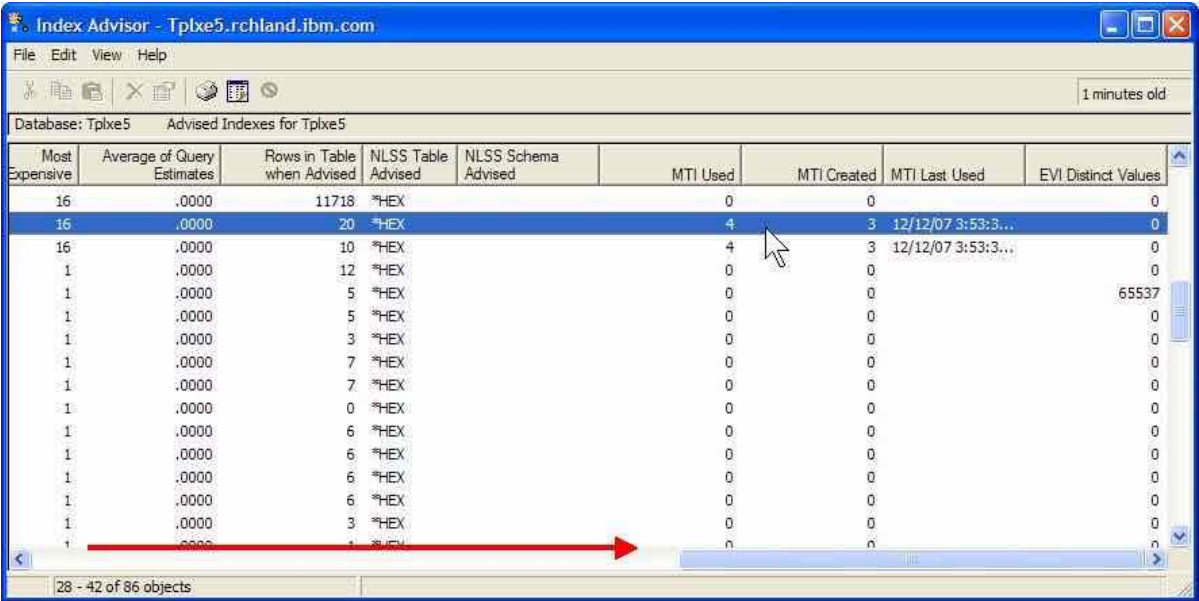 Index Advisor - Tplxe5.rchland.ibm.com
File Edit View Help
1 minutes old
Database: Tplxe5 Advised Indexes for Tplxe5
Most Expensive Average of Query Estimates Rows in Table when Advised NLSS Table Advised NLSS Schema Advised MTI Used MTI Created MTI Last Used EVI Distinct Values
16 .0000 11718 *HEX 0 0 0
16 .0000 20 *HEX 4 3 12/12/07 3:53:3... 0
16 .0000 10 *HEX 4 3 12/12/07 3:53:3... 0
1 .0000 12 *HEX 0 0 0
1 .0000 5 *HEX 0 0 65537
1 .0000 5 *HEX 0 0 0
1 .0000 3 *HEX 0 0 0
1 .0000 7 *HEX 0 0 0
1 .0000 7 *HEX 0 0 0
1 .0000 0 *HEX 0 0 0
1 .0000 6 *HEX 0 0 0
1 .0000 6 *HEX 0 0 0
1 .0000 6 *HEX 0 0 0
1 .0000 6 *HEX 0 0 0
1 .0000 3 *HEX 0 0 0
28 - 42 of 86 objects